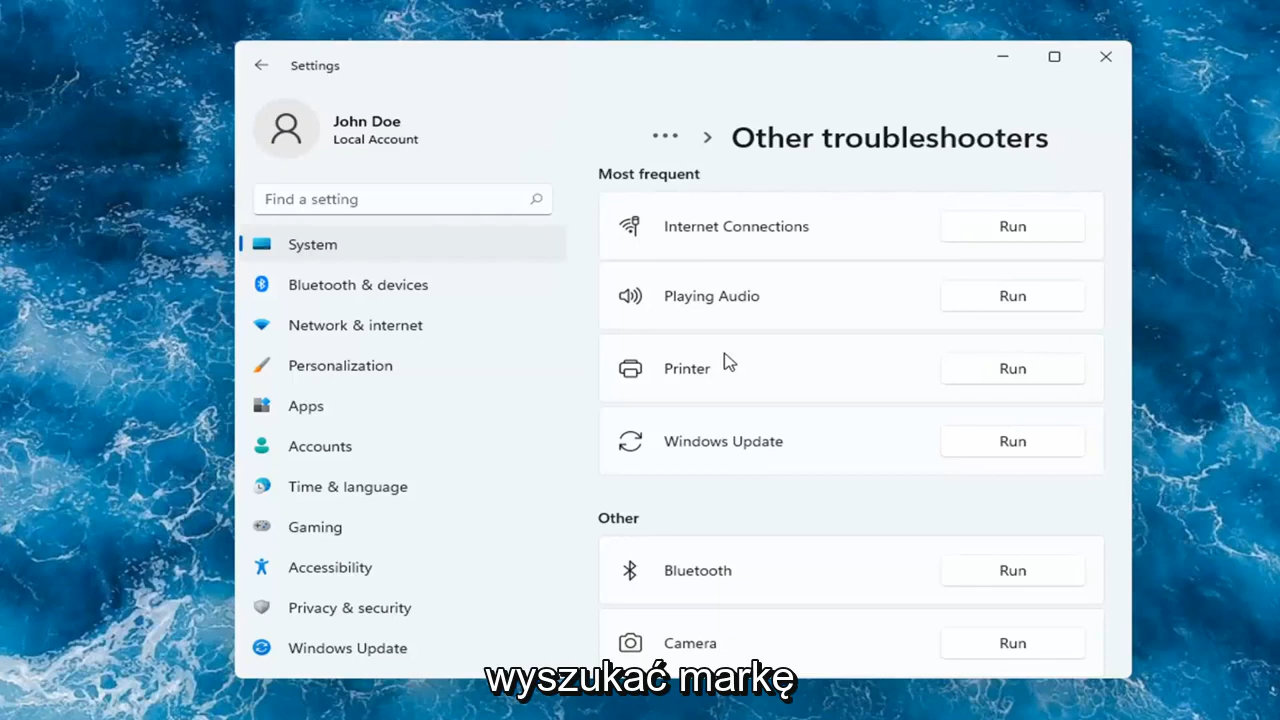 Settings
John Doe
Local Account
Find a setting
System
Bluetooth & devices
Network & internet
Personalization
Apps
Accounts
Time & language
Gaming
Accessibility
Privacy & security
Windows Update
... > Other troubleshooters
Most frequent
Internet Connections Run
Playing Audio Run
Printer Run
Windows Update Run
Other
Bluetooth Run
Camera Run
wyszukać markę